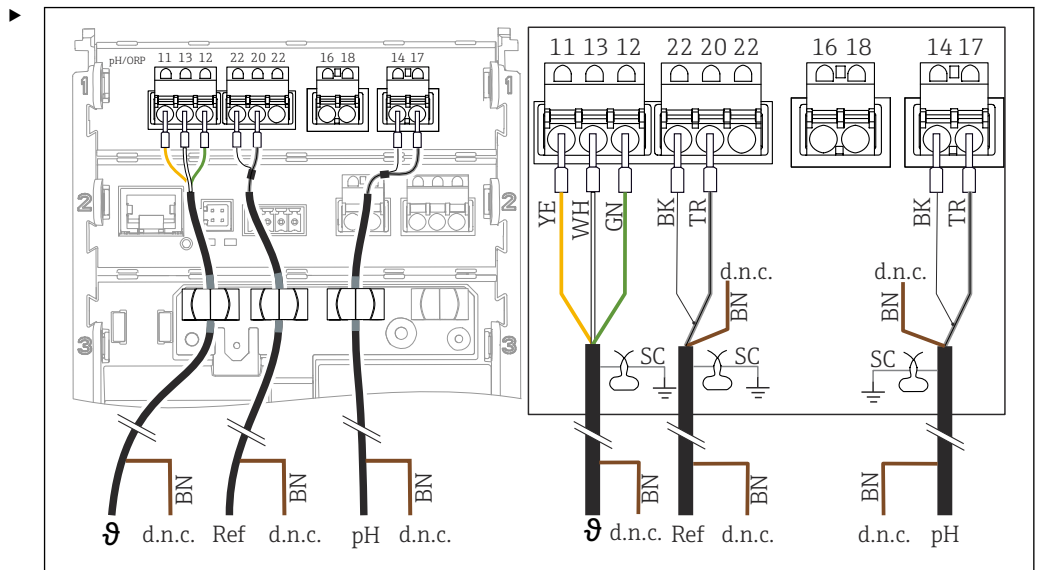 pH/ORP 11 13 12 22 20 22 16 18 14 17
11 13 12 22 20 22 16 18 14 17
1 1
2 2
3 3
YE WH GN BK TR BK TR
d.n.c. d.n.c.
BN BN
SC SC SC
BN BN BN BN BN BN
ϑ d.n.c. Ref d.n.c. pH d.n.c.
ϑ d.n.c. Ref d.n.c. d.n.c. pH